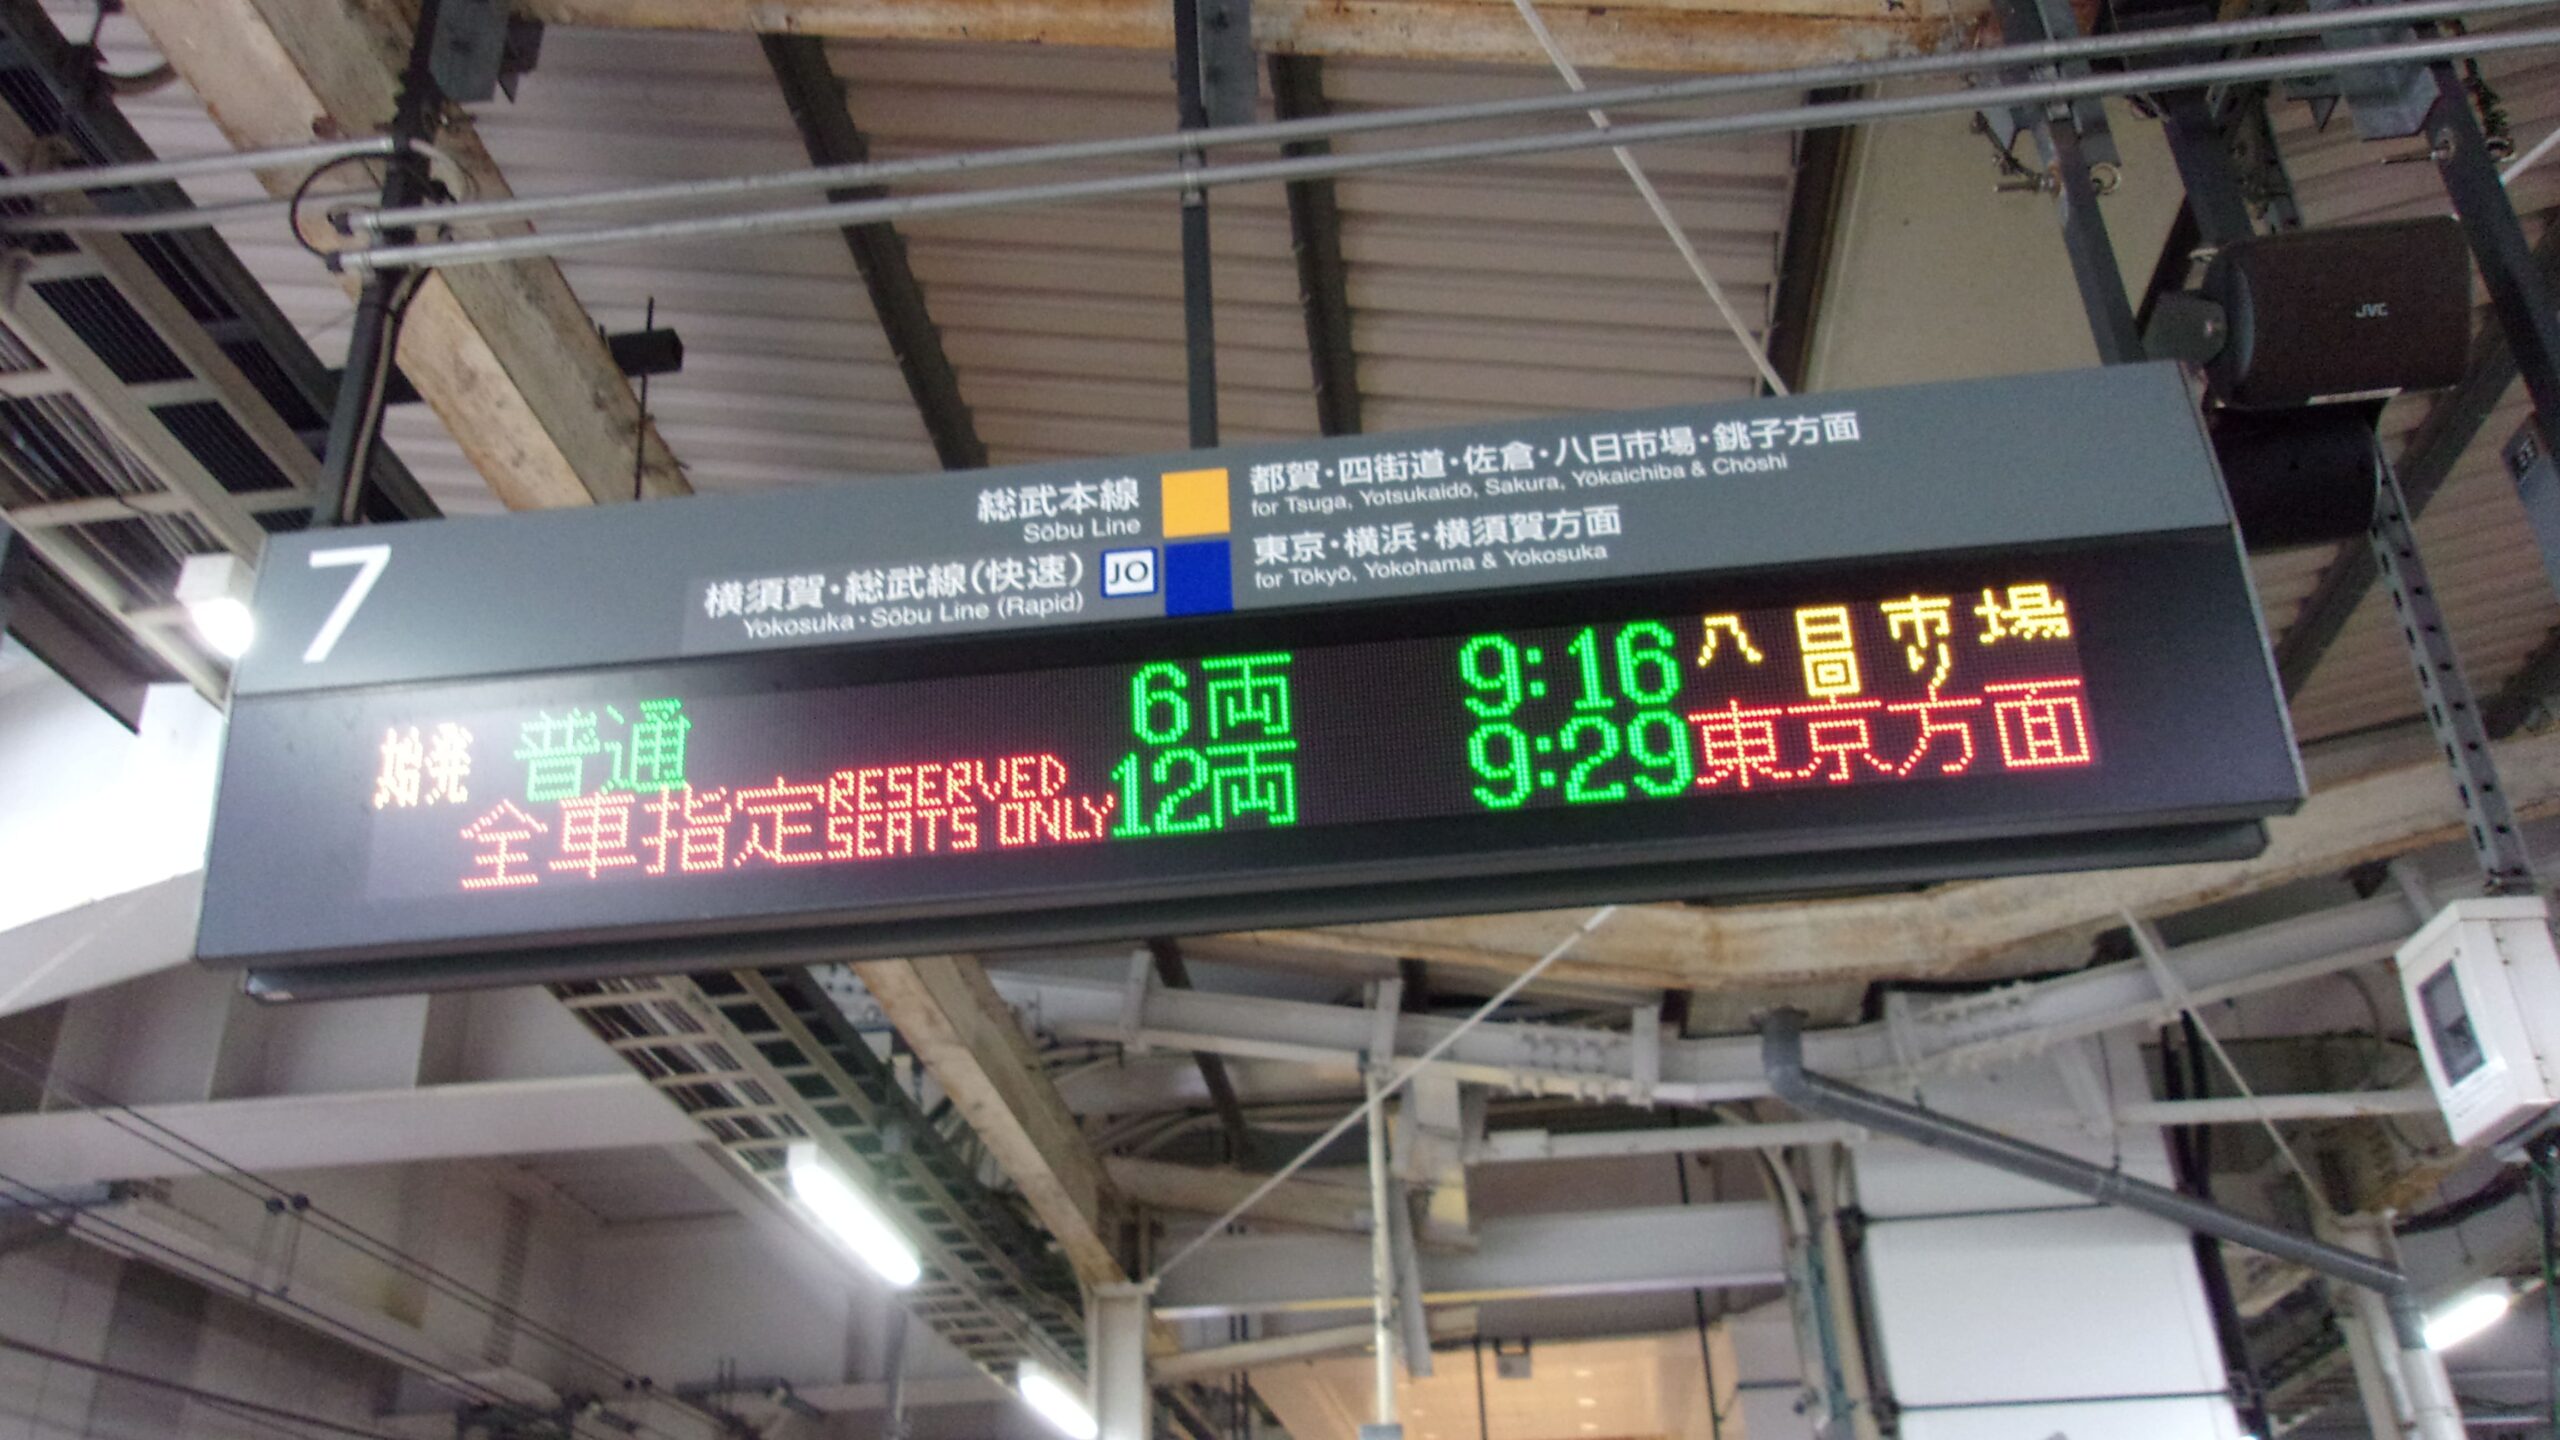 7
総武本線
Sōbu Line
都賀・四街道・佐倉・八日市場・銚子方面
for Tsuga, Yotsukaidō, Sakura, Yōkaichiba & Chōshi
横須賀・総武線(快速) JO
Yokosuka・Sōbu Line (Rapid)
東京・横浜・横須賀方面
for Tōkyō, Yokohama & Yokosuka
始発 普通 6両 9:16 八日市場
全車指定 RESERVED SEATS ONLY 12両 9:29 東京方面
JVC